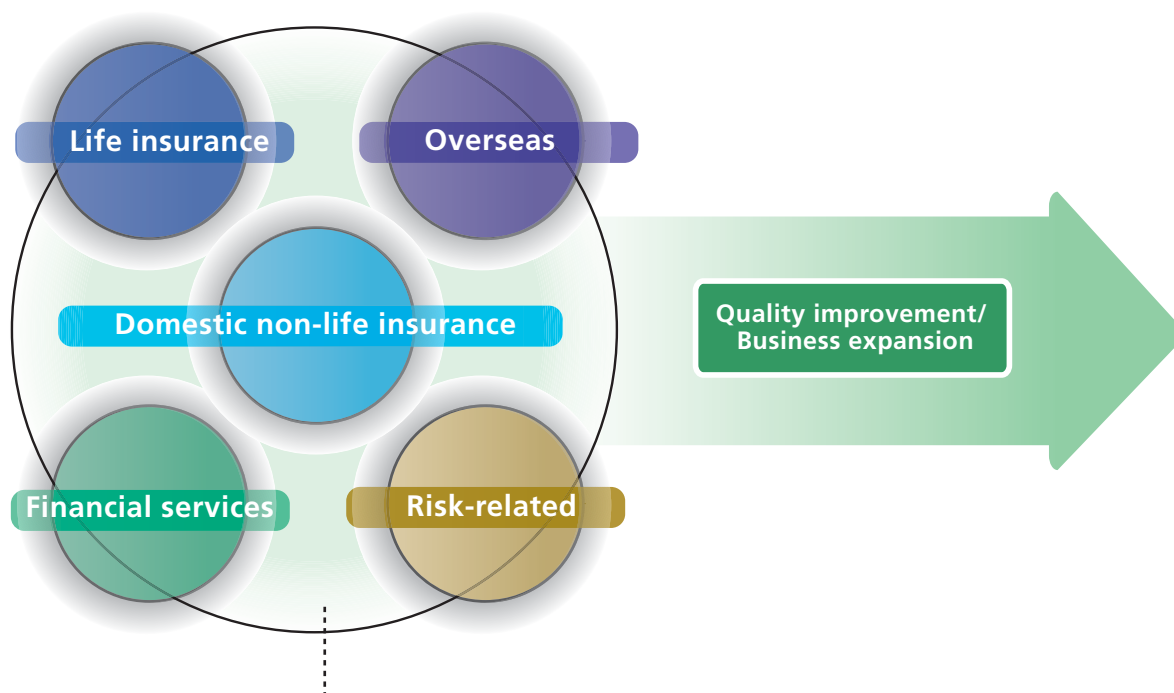 Life insurance
Overseas
Domestic non-life insurance
Quality improvement/
Business expansion
Financial services
Risk-related